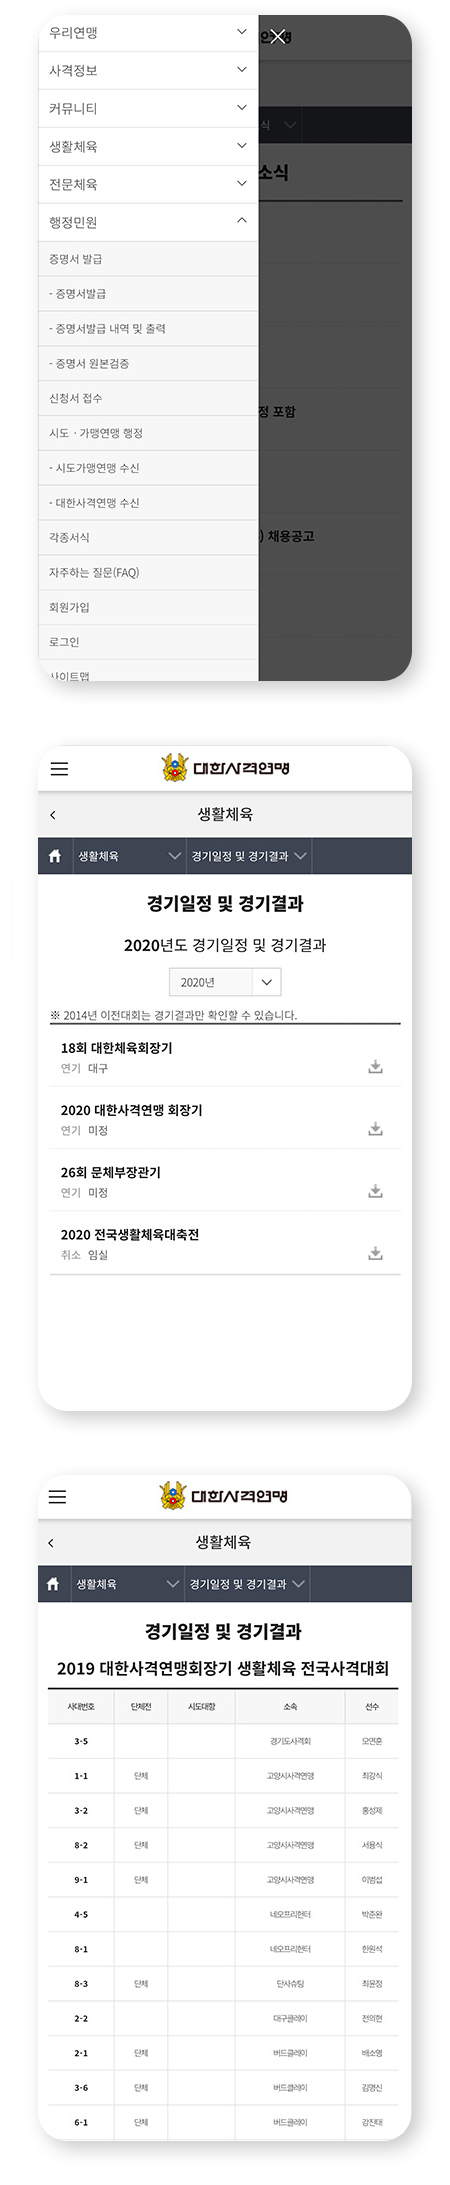 우리연맹
사격정보
식
커뮤니티
생활체육
소식
전문체육
행정민원
증명서 발급
- 증명서발급
- 증명서발급 내역 및 출력
- 증명서 원본검증
신청서 접수
정 포함
시도 · 가맹연맹 행정
- 시도가맹연맹 수신
- 대한사격연맹 수신
각종서식
) 채용공고
자주하는 질문(FAQ)
회원가입
로그인
사이트맵
대한사격연맹
생활체육
생활체육 경기일정 및 경기결과
경기일정 및 경기결과
2020년도 경기일정 및 경기결과
2020년
※ 2014년 이전대회는 경기결과만 확인할 수 있습니다.
18회 대한체육회장기
연기 대구
2020 대한사격연맹 회장기
연기 미정
26회 문체부장관기
연기 미정
2020 전국생활체육대축전
취소 임실
대한사격연맹
생활체육
생활체육 경기일정 및 경기결과
경기일정 및 경기결과
2019 대한사격연맹회장기 생활체육 전국사격대회
사대번호 단체전 시도대항 소속 선수
3-5 경기도사격회 모연훈
1-1 단체 고양시사격연맹 최강식
3-2 단체 고양시사격연맹 홍성제
8-2 단체 고양시사격연맹 서용식
9-1 단체 고양시사격연맹 이범섭
4-5 네오프리헌터 박준완
8-1 네오프리헌터 한원석
8-3 단체 단사슈팅 최윤정
2-2 대구클레이 전의현
2-1 단체 버드클레이 배소명
3-6 단체 버드클레이 김명신
6-1 단체 버드클레이 강진태